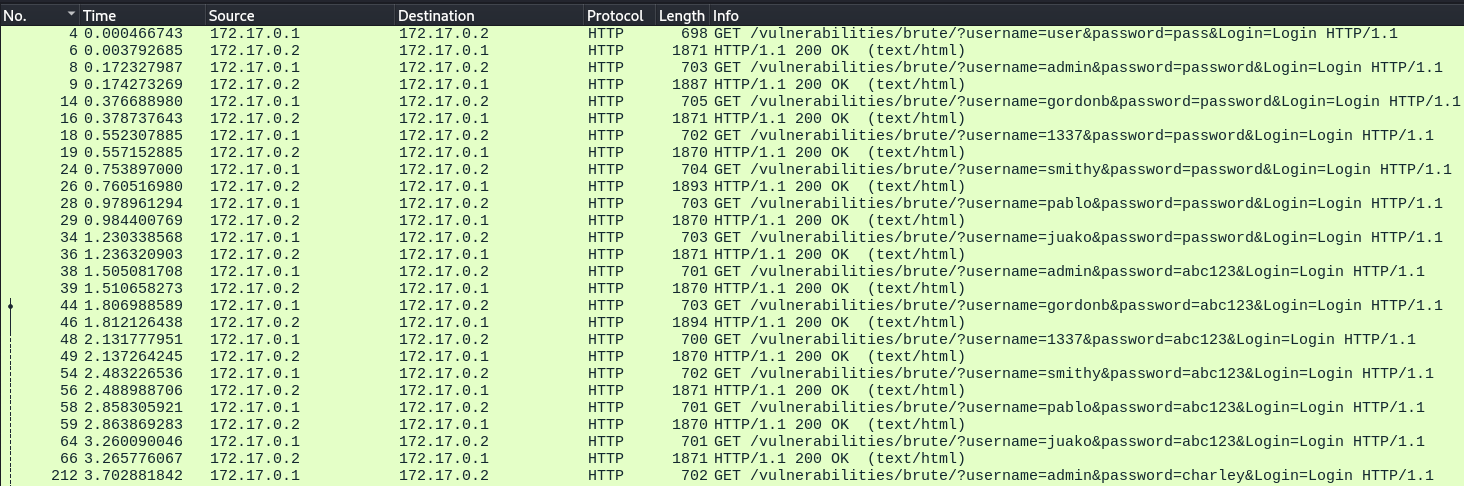 No. Time Source Destination Protocol Length Info
4 0.000466743 172.17.0.1 172.17.0.2 HTTP 698 GET /vulnerabilities/brute/?username=user&password=pass&Login=Login HTTP/1.1
6 0.003792685 172.17.0.2 172.17.0.1 HTTP 1871 HTTP/1.1 200 OK (text/html)
8 0.172327987 172.17.0.1 172.17.0.2 HTTP 703 GET /vulnerabilities/brute/?username=admin&password=password&Login=Login HTTP/1.1
9 0.174273269 172.17.0.2 172.17.0.1 HTTP 1887 HTTP/1.1 200 OK (text/html)
14 0.376688980 172.17.0.1 172.17.0.2 HTTP 705 GET /vulnerabilities/brute/?username=gordonb&password=password&Login=Login HTTP/1.1
16 0.378737643 172.17.0.2 172.17.0.1 HTTP 1871 HTTP/1.1 200 OK (text/html)
18 0.552307885 172.17.0.1 172.17.0.2 HTTP 702 GET /vulnerabilities/brute/?username=1337&password=password&Login=Login HTTP/1.1
19 0.557152885 172.17.0.2 172.17.0.1 HTTP 1870 HTTP/1.1 200 OK (text/html)
24 0.753897000 172.17.0.1 172.17.0.2 HTTP 704 GET /vulnerabilities/brute/?username=smithy&password=password&Login=Login HTTP/1.1
26 0.760516980 172.17.0.2 172.17.0.1 HTTP 1893 HTTP/1.1 200 OK (text/html)
28 0.978961294 172.17.0.1 172.17.0.2 HTTP 703 GET /vulnerabilities/brute/?username=pablo&password=password&Login=Login HTTP/1.1
29 0.984400769 172.17.0.2 172.17.0.1 HTTP 1870 HTTP/1.1 200 OK (text/html)
34 1.230338568 172.17.0.1 172.17.0.2 HTTP 703 GET /vulnerabilities/brute/?username=juako&password=password&Login=Login HTTP/1.1
36 1.236320903 172.17.0.2 172.17.0.1 HTTP 1871 HTTP/1.1 200 OK (text/html)
38 1.505081708 172.17.0.1 172.17.0.2 HTTP 701 GET /vulnerabilities/brute/?username=admin&password=abc123&Login=Login HTTP/1.1
39 1.510658273 172.17.0.2 172.17.0.1 HTTP 1870 HTTP/1.1 200 OK (text/html)
44 1.806988589 172.17.0.1 172.17.0.2 HTTP 703 GET /vulnerabilities/brute/?username=gordonb&password=abc123&Login=Login HTTP/1.1
46 1.812126438 172.17.0.2 172.17.0.1 HTTP 1894 HTTP/1.1 200 OK (text/html)
48 2.131777951 172.17.0.1 172.17.0.2 HTTP 700 GET /vulnerabilities/brute/?username=1337&password=abc123&Login=Login HTTP/1.1
49 2.137264245 172.17.0.2 172.17.0.1 HTTP 1870 HTTP/1.1 200 OK (text/html)
54 2.483226536 172.17.0.1 172.17.0.2 HTTP 702 GET /vulnerabilities/brute/?username=smithy&password=abc123&Login=Login HTTP/1.1
56 2.488988706 172.17.0.2 172.17.0.1 HTTP 1871 HTTP/1.1 200 OK (text/html)
58 2.858305921 172.17.0.1 172.17.0.2 HTTP 701 GET /vulnerabilities/brute/?username=pablo&password=abc123&Login=Login HTTP/1.1
59 2.863869283 172.17.0.2 172.17.0.1 HTTP 1870 HTTP/1.1 200 OK (text/html)
64 3.260090046 172.17.0.1 172.17.0.2 HTTP 701 GET /vulnerabilities/brute/?username=juako&password=abc123&Login=Login HTTP/1.1
66 3.265776067 172.17.0.2 172.17.0.1 HTTP 1871 HTTP/1.1 200 OK (text/html)
212 3.702881842 172.17.0.1 172.17.0.2 HTTP 702 GET /vulnerabilities/brute/?username=admin&password=charley&Login=Login HTTP/1.1